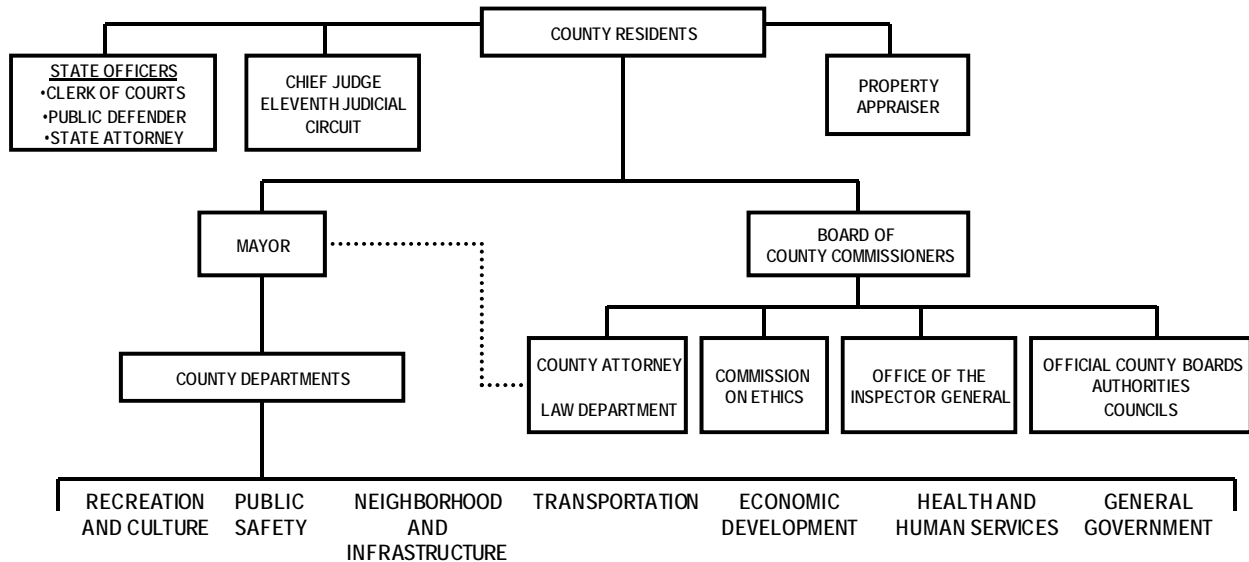 COUNTY RESIDENTS
STATE OFFICERS
•CLERK OF COURTS
•PUBLIC DEFENDER
•STATE ATTORNEY
CHIEF JUDGE
ELEVENTH JUDICIAL
CIRCUIT
PROPERTY
APPRAISER
MAYOR
BOARD OF
COUNTY COMMISSIONERS
COUNTY DEPARTMENTS
COUNTY ATTORNEY
LAW DEPARTMENT
COMMISSION
ON ETHICS
OFFICE OF THE
INSPECTOR GENERAL
OFFICIAL COUNTY BOARDS
AUTHORITIES
COUNCILS
RECREATION
AND CULTURE
PUBLIC
SAFETY
NEIGHBORHOOD
AND
INFRASTRUCTURE
TRANSPORTATION
ECONOMIC
DEVELOPMENT
HEALTH AND
HUMAN SERVICES
GENERAL
GOVERNMENT